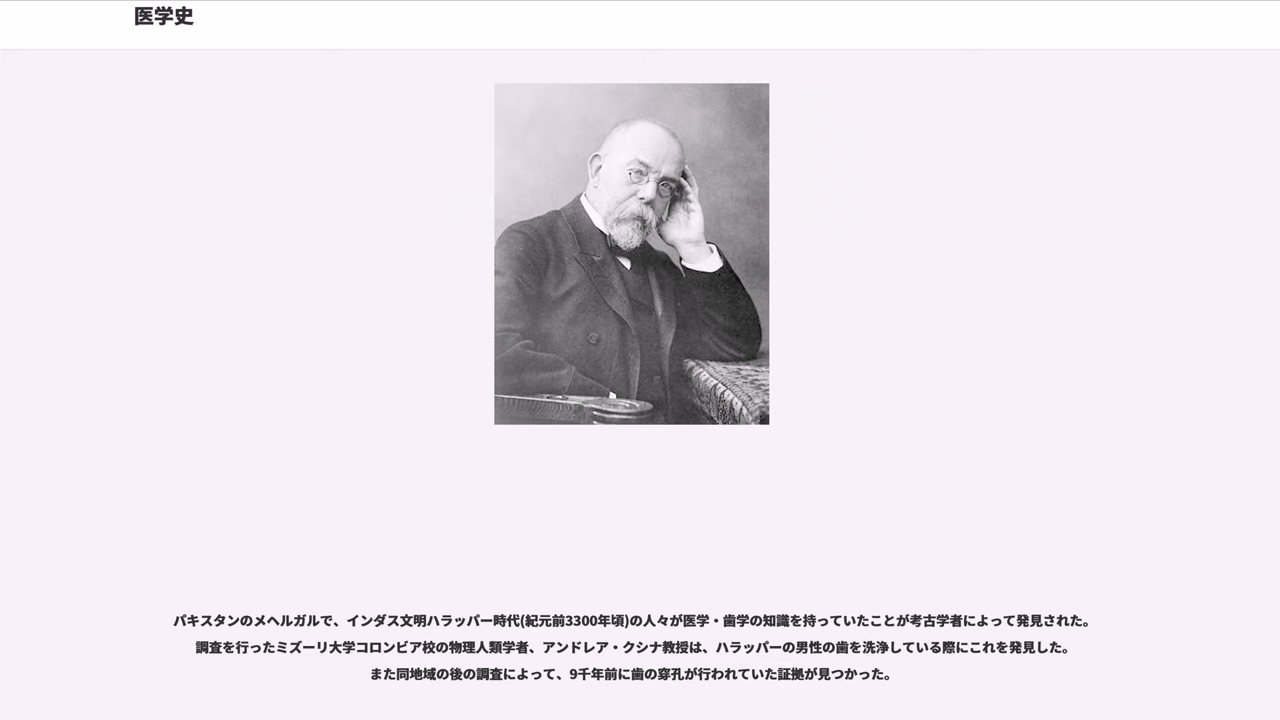 医学史
パキスタンのメヘルガルで、インダス文明ハラッパー時代(紀元前3300年頃)の人々が医学・歯学の知識を持っていたことが考古学者によって発見された。
調査を行ったミズーリ大学コロンビア校の物理人類学者、アンドレア・クシナ教授は、ハラッパーの男性の歯を洗浄している際にこれを発見した。
また同地域の後の調査によって、9千年前に歯の穿孔が行われていた証拠が見つかった。